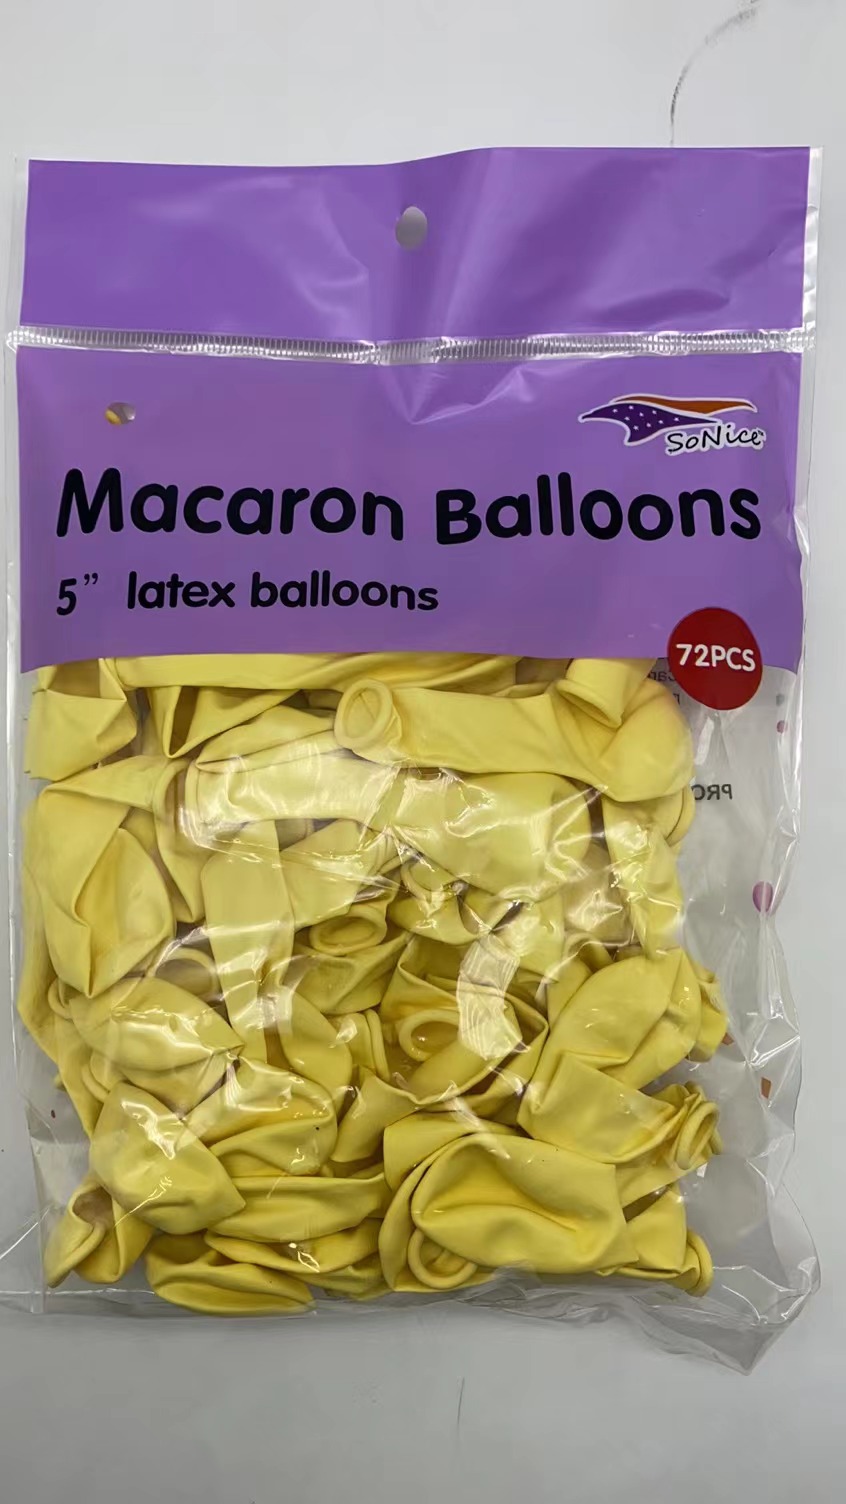 SoNice
Macaron Balloons
5” latex balloons
72PCS